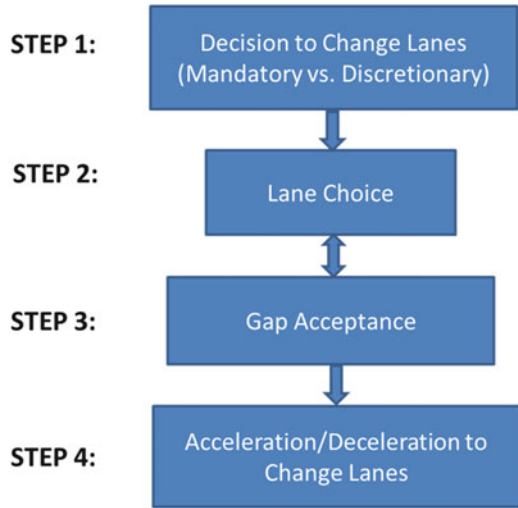 STEP 1:
Decision to Change Lanes
(Mandatory vs. Discretionary)
STEP 2:
Lane Choice
STEP 3:
Gap Acceptance
STEP 4:
Acceleration/Deceleration to
Change Lanes